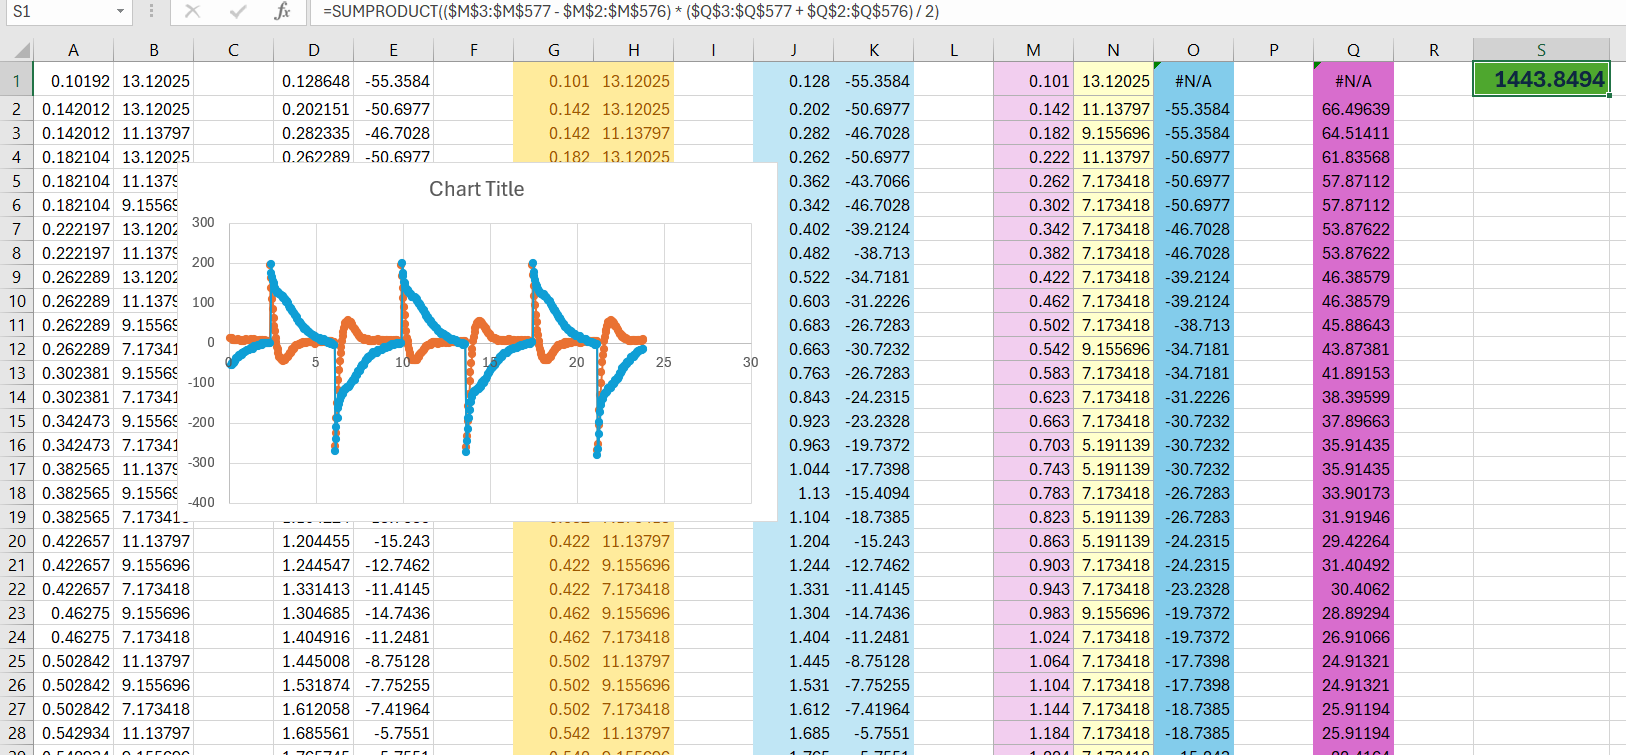 S1 =SUMPRODUCT(($M$3:$M$577 - $M$2:$M$576) * ($Q$3:$Q$577 + $Q$2:$Q$576) / 2)
A B C D E F G H I J K L M N O P Q R S
1 0.10192 13.12025 0.128648 -55.3584 0.101 13.12025 0.128 -55.3584 0.101 13.12025 #N/A #N/A 1443.8494
2 0.142012 13.12025 0.202151 -50.6977 0.142 13.12025 0.202 -50.6977 0.142 11.13797 -55.3584 66.49639
3 0.142012 11.13797 0.282335 -46.7028 0.142 11.13797 0.282 -46.7028 0.182 9.155696 -55.3584 64.51411
4 0.182104 13.12025 0.262289 -50.6977 0.182 13.12025 0.262 -50.6977 0.222 11.13797 -50.6977 61.83568
Chart Title
300
200
100
0
-100
-200
-300
-400
0 5 10 15 20 25 30
5 0.182104 0.362 -43.7066 0.262 7.173418 -50.6977 57.87112
6 0.182104 0.342 -46.7028 0.302 7.173418 -50.6977 57.87112
7 0.222197 0.402 -39.2124 0.342 7.173418 -46.7028 53.87622
8 0.222197 0.482 -38.713 0.382 7.173418 -46.7028 53.87622
9 0.262289 0.522 -34.7181 0.422 7.173418 -39.2124 46.38579
10 0.262289 0.603 -31.2226 0.462 7.173418 -39.2124 46.38579
11 0.262289 0.683 -26.7283 0.502 7.173418 -38.713 45.88643
12 0.262289 0.663 -30.7232 0.542 9.155696 -34.7181 43.87381
13 0.302381 0.763 -26.7283 0.583 7.173418 -34.7181 41.89153
14 0.302381 0.843 -24.2315 0.623 7.173418 -31.2226 38.39599
15 0.342473 0.923 -23.2328 0.663 7.173418 -30.7232 37.89663
16 0.342473 0.963 -19.7372 0.703 5.191139 -30.7232 35.91435
17 0.382565 1.044 -17.7398 0.743 5.191139 -30.7232 35.91435
18 0.382565 1.13 -15.4094 0.783 7.173418 -26.7283 33.90173
19 0.382565 1.104 -18.7385 0.823 5.191139 -26.7283 31.91946
20 0.422657 11.13797 1.204455 -15.243 0.422 11.13797 1.204 -15.243 0.863 5.191139 -24.2315 29.42264
21 0.422657 9.155696 1.244547 -12.7462 0.422 9.155696 1.244 -12.7462 0.903 7.173418 -24.2315 31.40492
22 0.422657 7.173418 1.331413 -11.4145 0.422 7.173418 1.331 -11.4145 0.943 7.173418 -23.2328 30.4062
23 0.46275 9.155696 1.304685 -14.7436 0.462 9.155696 1.304 -14.7436 0.983 9.155696 -19.7372 28.89294
24 0.46275 7.173418 1.404916 -11.2481 0.462 7.173418 1.404 -11.2481 1.024 7.173418 -19.7372 26.91066
25 0.502842 11.13797 1.445008 -8.75128 0.502 11.13797 1.445 -8.75128 1.064 7.173418 -17.7398 24.91321
26 0.502842 9.155696 1.531874 -7.75255 0.502 9.155696 1.531 -7.75255 1.104 7.173418 -17.7398 24.91321
27 0.502842 7.173418 1.612058 -7.41964 0.502 7.173418 1.612 -7.41964 1.144 7.173418 -18.7385 25.91194
28 0.542934 11.13797 1.685561 -5.7551 0.542 11.13797 1.685 -5.7551 1.184 7.173418 -18.7385 25.91194